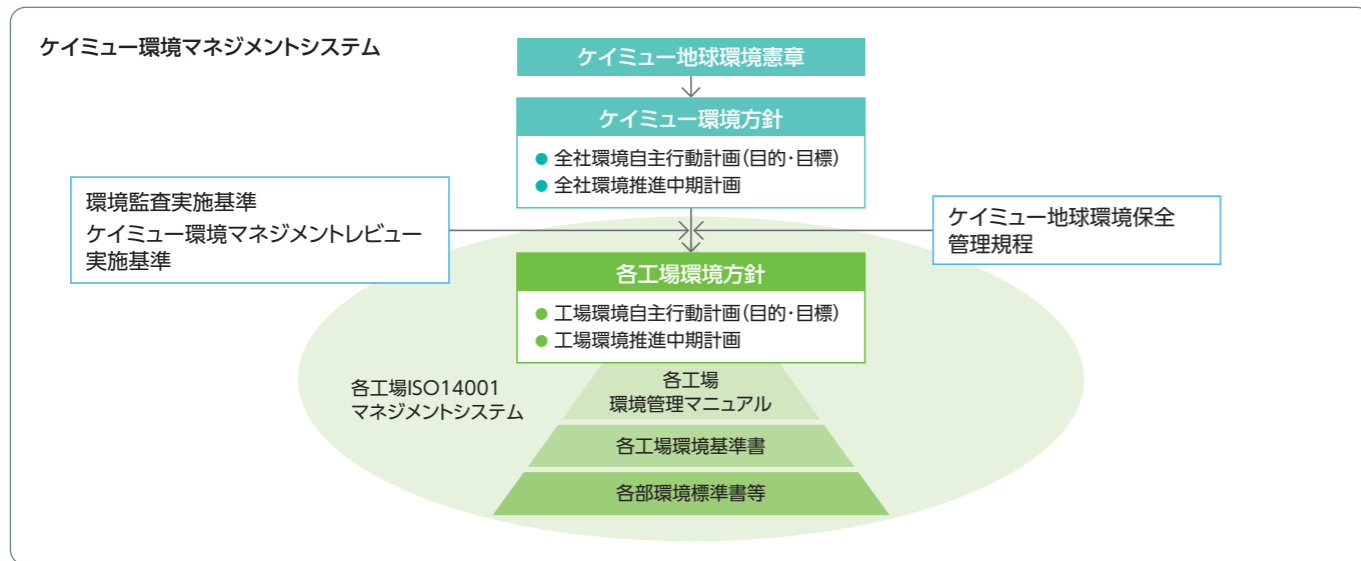 ケイミュー環境マネジメントシステム
ケイミュー地球環境憲章
ケイミュー環境方針
● 全社環境自主行動計画(目的・目標)
● 全社環境推進中期計画
環境監査実施基準
ケイミュー環境マネジメントレビュー
実施基準
ケイミュー地球環境保全
管理規程
各工場環境方針
● 工場環境自主行動計画(目的・目標)
● 工場環境推進中期計画
各工場ISO14001
マネジメントシステム
各工場
環境管理マニュアル
各工場環境基準書
各部環境標準書等